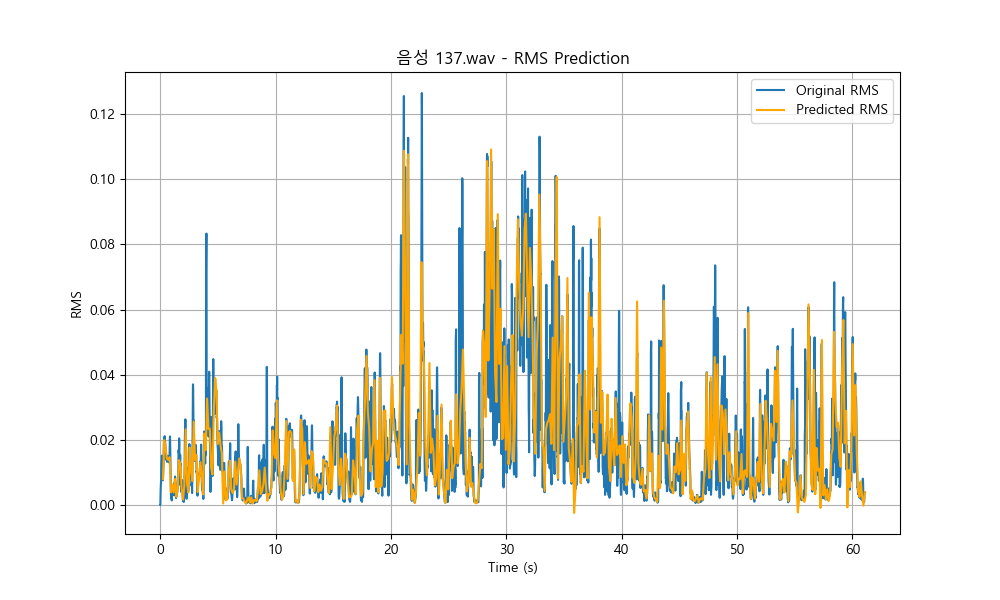 음성 137.wav - RMS Prediction
Original RMS
Predicted RMS
RMS
0.12
0.10
0.08
0.06
0.04
0.02
0.00
0 10 20 30 40 50 60
Time (s)